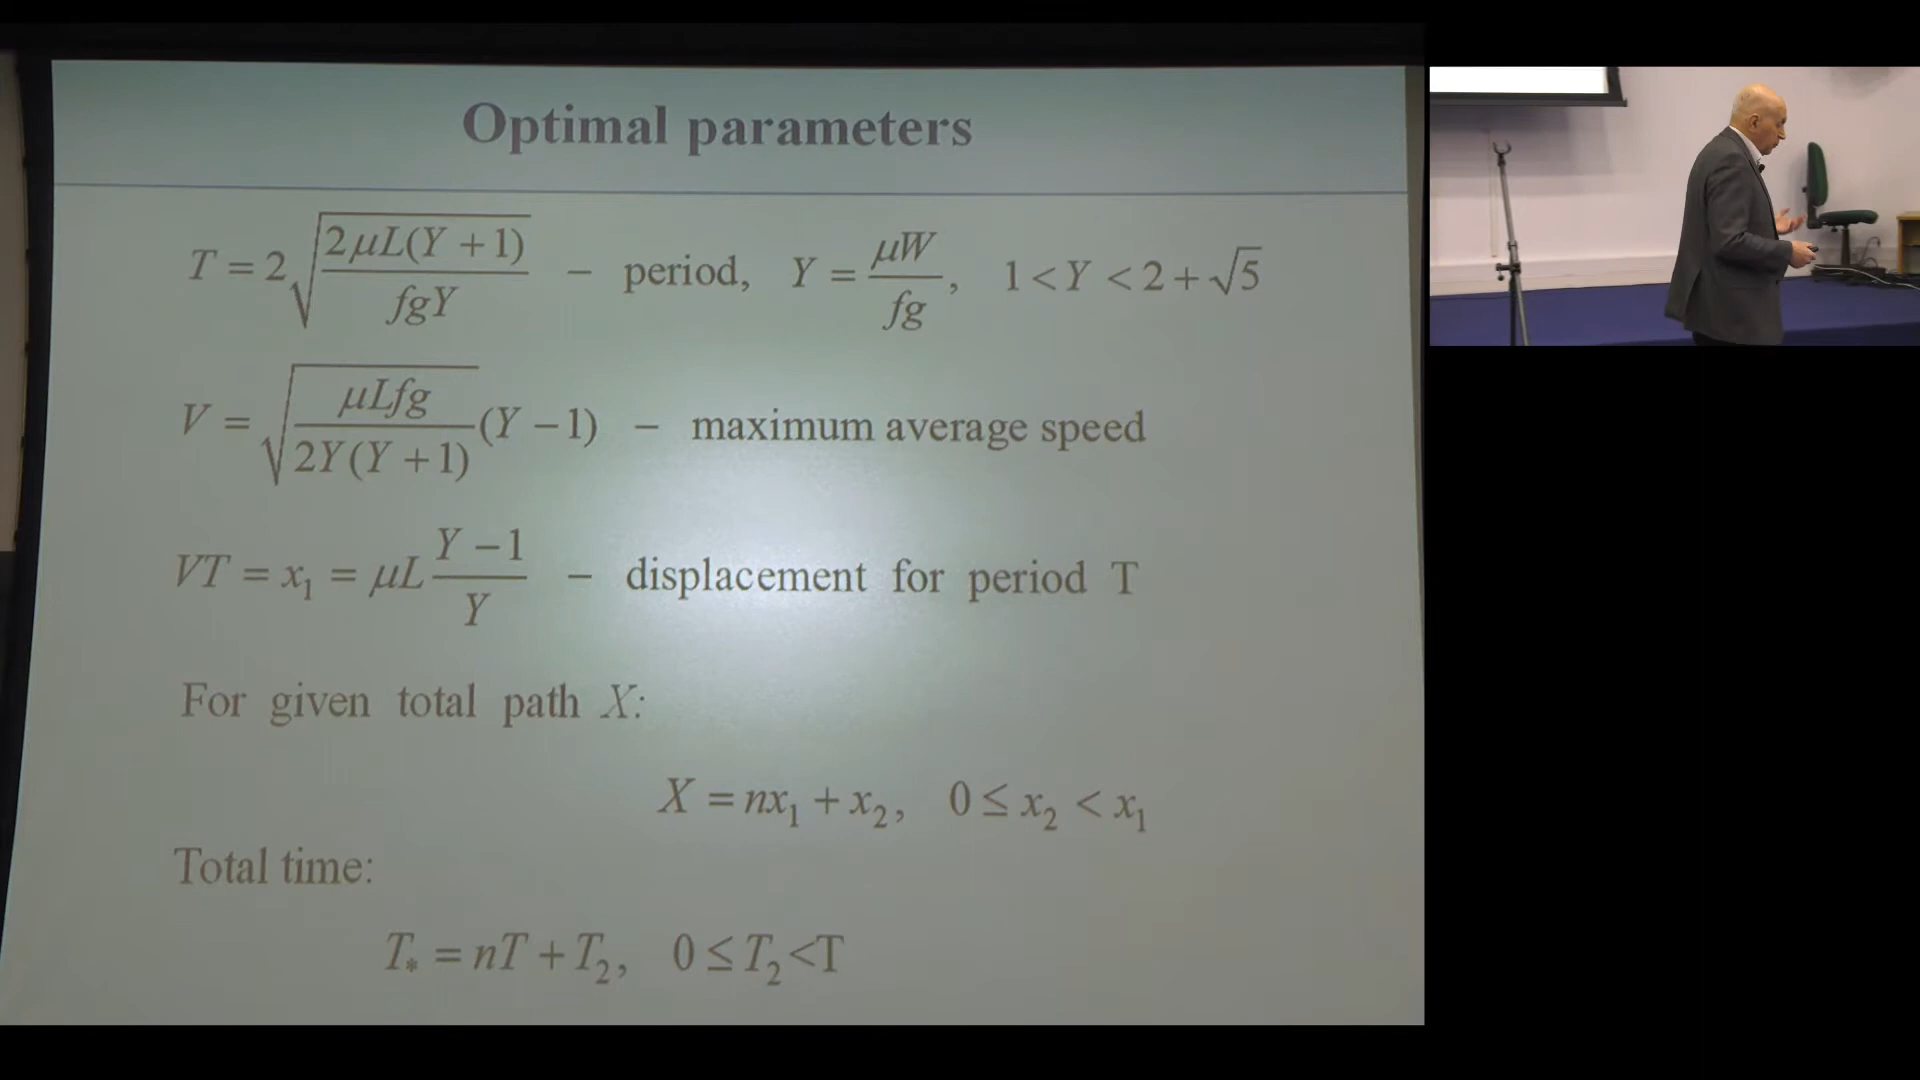 Optimal parameters
T = 2√(2μL(Y + 1) / fgY) – period, Y = μW / fg, 1 < Y < 2 + √5
V = √(μLfg / 2Y(Y + 1)) (Y – 1) – maximum average speed
VT = x₁ = μL (Y – 1) / Y – displacement for period T
For given total path X:
X = nx₁ + x₂, 0 ≤ x₂ < x₁
Total time:
T* = nT + T₂, 0 ≤ T₂ < T